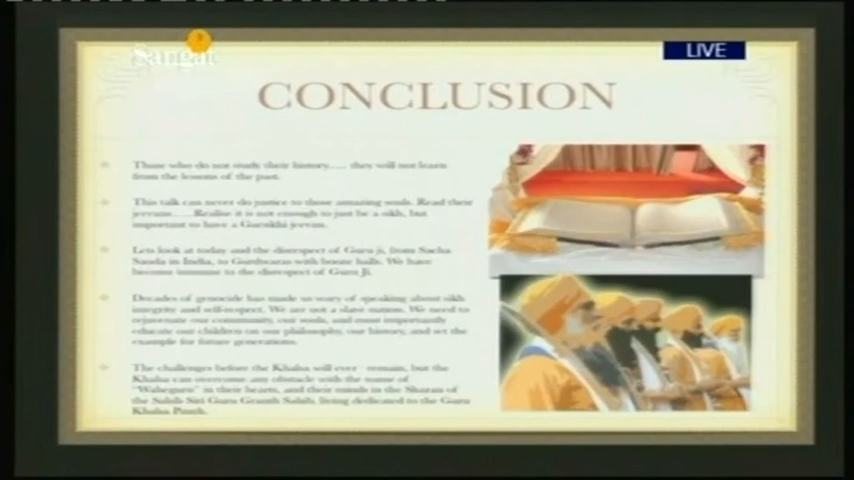 Sangat
LIVE
CONCLUSION
Those who do not study their history..... they will not learn
from the lessons of the past.
This talk can never do justice to those amazing souls. Read their
jeevans.....Realise it is not enough to just be a sikh, but
important to have a Gursikhi jeevan.
Lets look at today and the disrespect of Guru ji, from Sacha
Sauda in India, to Gurdwaras with booze halls. We have
become immune to the disrespect of Guru Ji.
Decades of genocide has made us wary of speaking about sikh
integrity and self-respect. We are not a slave nation. We need to
rejuvenate our community, our souls, and most importantly
educate our children on our philosophy, our history, and set the
example for future generations.
The challenges before the Khalsa will ever remain, but the
Khalsa can overcome any obstacle with the name of
"Waheguru" in their hearts, and their minds in the Sharan of
the Sahib Siri Guru Granth Sahib, living dedicated to the Guru
Khalsa Panth.